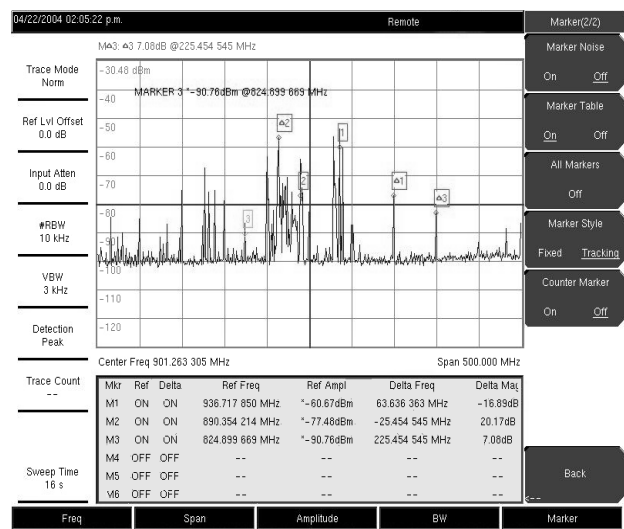 04/22/2004 02:05:22 p.m.
Remote
Marker(2/2)
M△3: △3 7.08dB @225.454 545 MHz
Marker Noise
On Off
Trace Mode
Norm
-30.48 dBm
MARKER 3 *-90.76dBm @824.899 669 MHz
-40
Marker Table
On Off
Ref Lvl Offset
0.0 dB
-50
△2
1
-60
All Markers
Off
Input Atten
0.0 dB
-70
2
△1
△3
-80
3
Marker Style
Fixed Tracking
#RBW
10 kHz
-90
-100
Counter Marker
On Off
VBW
3 kHz
-110
Detection
Peak
-120
Center Freq 901.263 305 MHz
Span 500.000 MHz
Trace Count
--
Mkr Ref Delta Ref Freq Ref Ampl Delta Freq Delta Mag
M1 ON ON 936.717 850 MHz *-60.67dBm 63.636 363 MHz -16.89dB
M2 ON ON 890.354 214 MHz *-77.48dBm -25.454 545 MHz 20.17dB
M3 ON ON 824.899 669 MHz *-90.76dBm 225.454 545 MHz 7.08dB
M4 OFF OFF -- -- -- --
M5 OFF OFF -- -- -- --
M6 OFF OFF -- -- -- --
Sweep Time
16 s
Back
<--
Freq
Span
Amplitude
BW
Marker